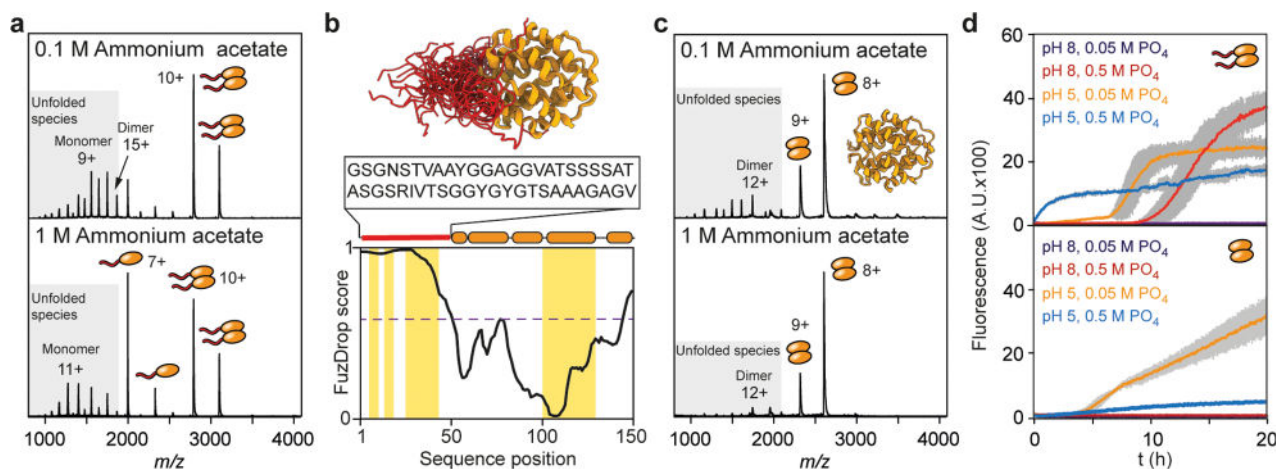 a
0.1 M Ammonium acetate
10+
Unfolded
species
Monomer
9+
Dimer
15+
1 M Ammonium acetate
7+
10+
Unfolded
species
Monomer
11+
1000 2000 3000 4000
m/z
b
GSGNSTVAAYGGAGGVATSSSSAT
ASGSRIVTSGGYGYGTSAAAGAGV
1
FuzDrop score
0
1 50 100 150
Sequence position
c
0.1 M Ammonium acetate
8+
Unfolded species
9+
Dimer
12+
1 M Ammonium acetate
8+
9+
Unfolded species
Dimer
12+
1000 2000 3000 4000
m/z
d
60
pH 8, 0.05 M PO4
pH 8, 0.5 M PO4
pH 5, 0.05 M PO4
pH 5, 0.5 M PO4
40
20
0
pH 8, 0.05 M PO4
pH 8, 0.5 M PO4
pH 5, 0.05 M PO4
pH 5, 0.5 M PO4
40
20
0
Fluorescence (A.U.x100)
0 10 20
t (h)